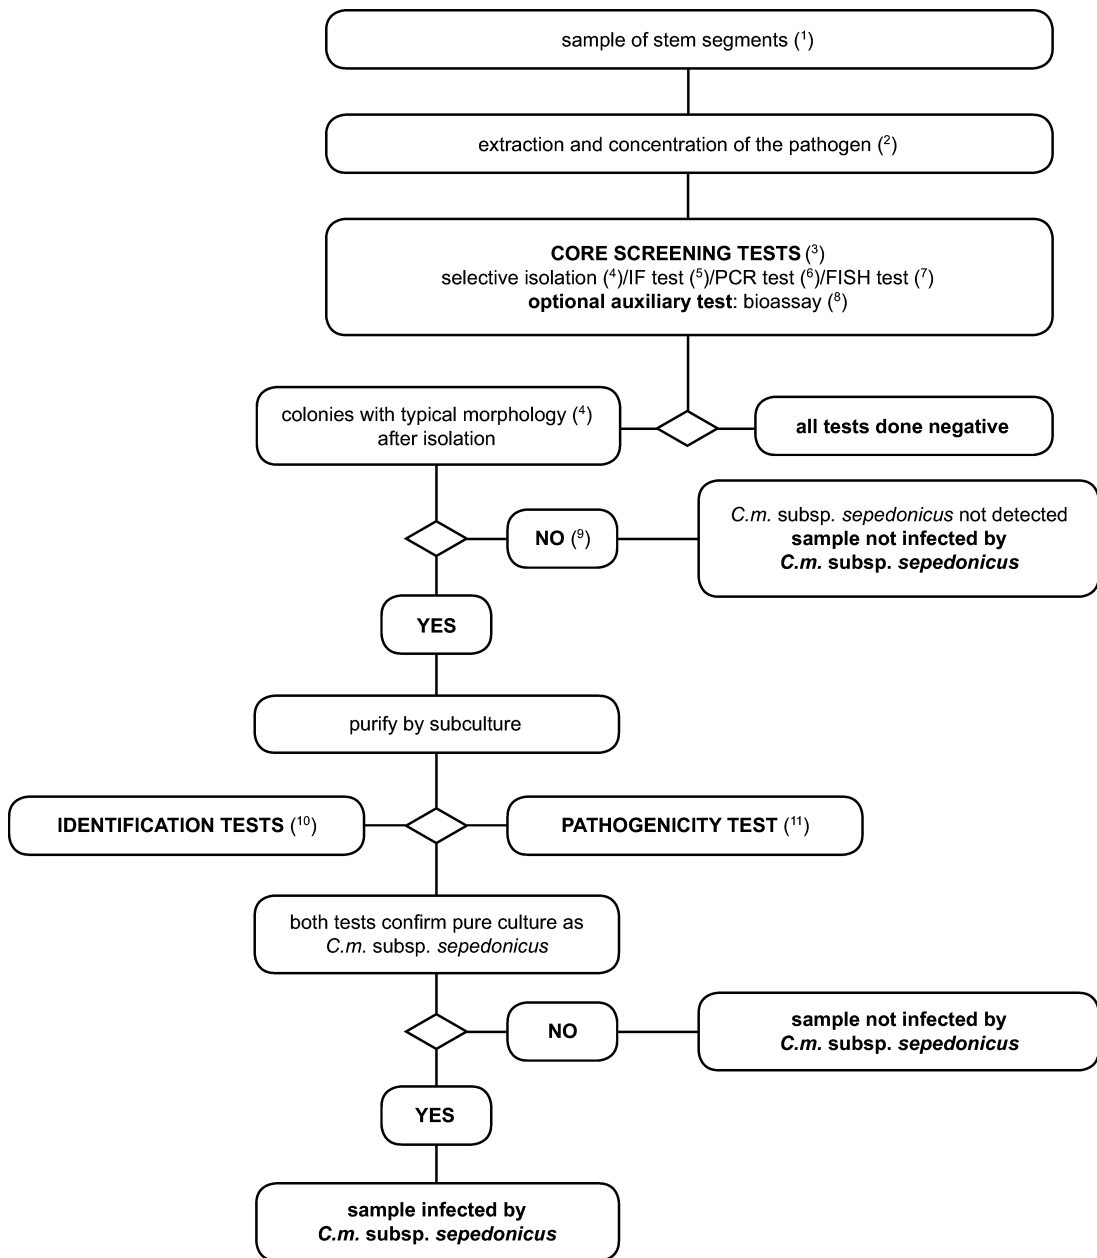 sample of stem segments (¹)
extraction and concentration of the pathogen (²)
CORE SCREENING TESTS (³)
selective isolation (⁴)/IF test (⁵)/PCR test (⁶)/FISH test (⁷)
optional auxiliary test: bioassay (⁸)
colonies with typical morphology (⁴)
after isolation
all tests done negative
NO (⁹)
C.m. subsp. sepedonicus not detected
sample not infected by
C.m. subsp. sepedonicus
YES
purify by subculture
IDENTIFICATION TESTS (¹⁰)
PATHOGENICITY TEST (¹¹)
both tests confirm pure culture as
C.m. subsp. sepedonicus
NO
sample not infected by
C.m. subsp. sepedonicus
YES
sample infected by
C.m. subsp. sepedonicus